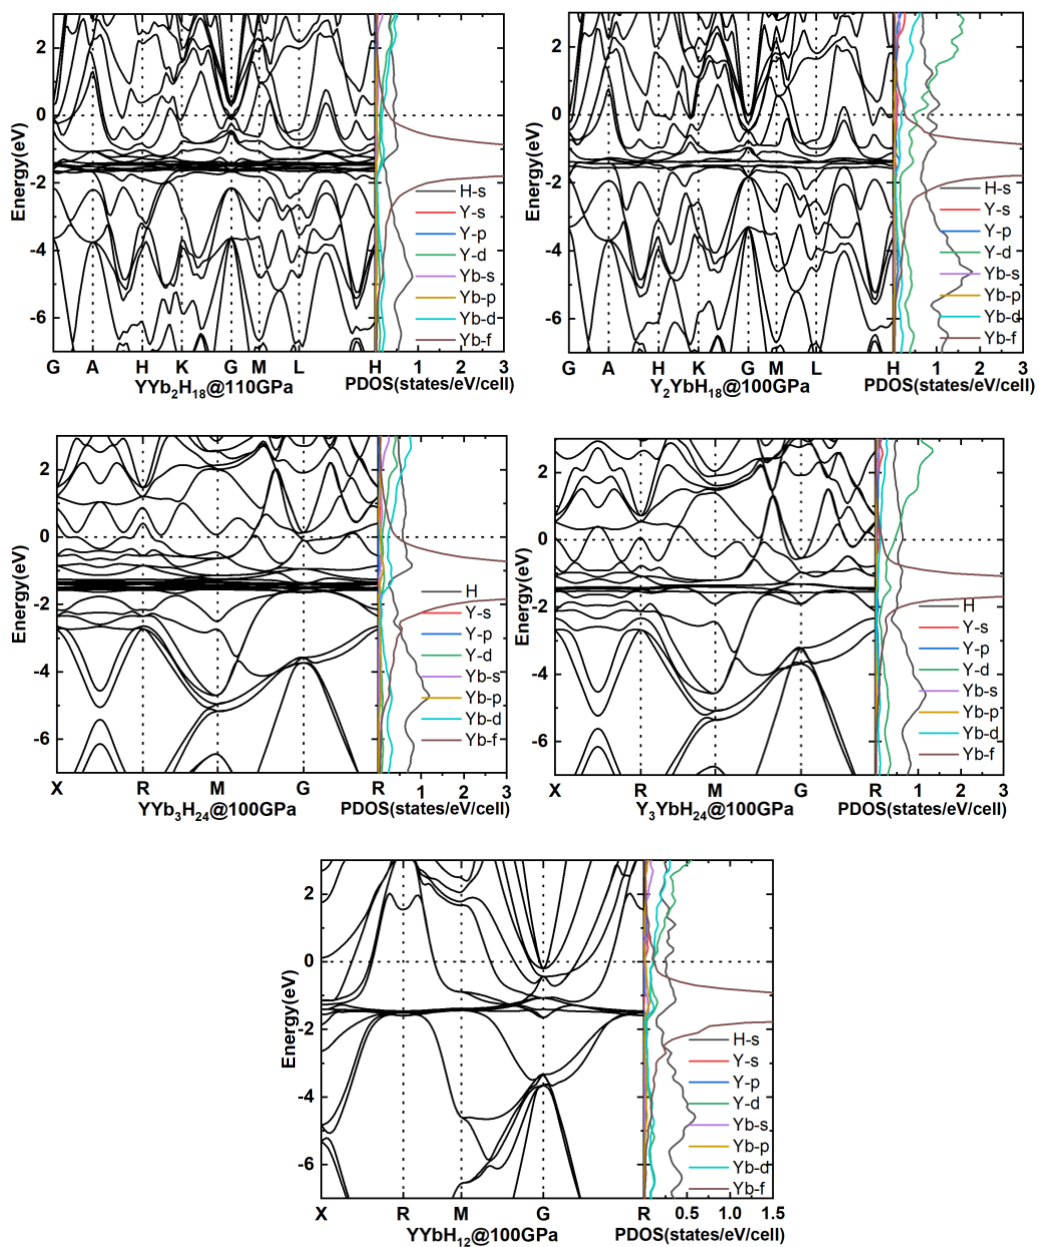 2
0
-2
-4
-6
Energy(eV)
H-s
Y-s
Y-p
Y-d
Yb-s
Yb-p
Yb-d
Yb-f
G A H K G M L H 1 2 3
YYb₂H₁₈@110GPa PDOS(states/eV/cell)
2
0
-2
-4
-6
Energy(eV)
H-s
Y-s
Y-p
Y-d
Yb-s
Yb-p
Yb-d
Yb-f
G A H K G M L H 1 2 3
Y₂YbH₁₈@100GPa PDOS(states/eV/cell)
2
0
-2
-4
-6
Energy(eV)
H
Y-s
Y-p
Y-d
Yb-s
Yb-p
Yb-d
Yb-f
X R M G R 1 2 3
YYb₃H₂₄@100GPa PDOS(states/eV/cell)
2
0
-2
-4
-6
Energy(eV)
H
Y-s
Y-p
Y-d
Yb-s
Yb-p
Yb-d
Yb-f
X R M G R 1 2 3
Y₃YbH₂₄@100GPa PDOS(states/eV/cell)
2
0
-2
-4
-6
Energy(eV)
H-s
Y-s
Y-p
Y-d
Yb-s
Yb-p
Yb-d
Yb-f
X R M G R 0.5 1.0 1.5
YYbH₁₂@100GPa PDOS(states/eV/cell)